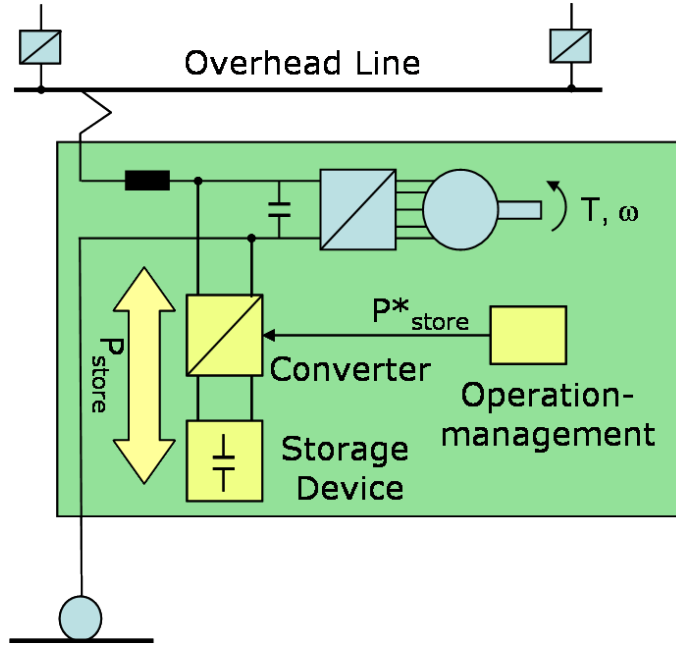 Overhead Line
T, ω
P*store
Pstore
Converter
Operation-
management
Storage
Device